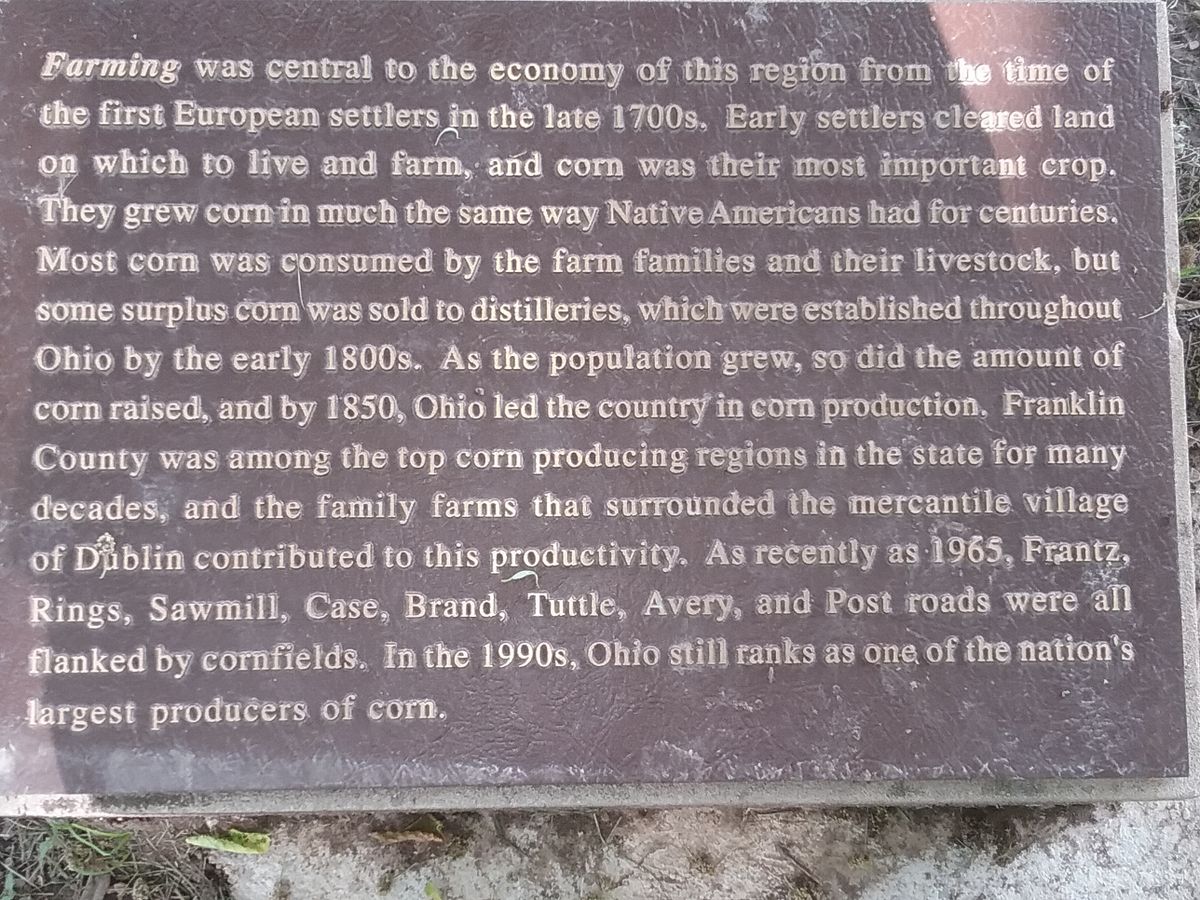 Farming was central to the economy of this region from the time of
the first European settlers in the late 1700s. Early settlers cleared land
on which to live and farm, and corn was their most important crop.
They grew corn in much the same way Native Americans had for centuries.
Most corn was consumed by the farm families and their livestock, but
some surplus corn was sold to distilleries, which were established throughout
Ohio by the early 1800s. As the population grew, so did the amount of
corn raised, and by 1850, Ohio led the country in corn production. Franklin
County was among the top corn producing regions in the state for many
decades, and the family farms that surrounded the mercantile village
of Dublin contributed to this productivity. As recently as 1965, Frantz,
Rings, Sawmill, Case, Brand, Tuttle, Avery, and Post roads were all
flanked by cornfields. In the 1990s, Ohio still ranks as one of the nation's
largest producers of corn.